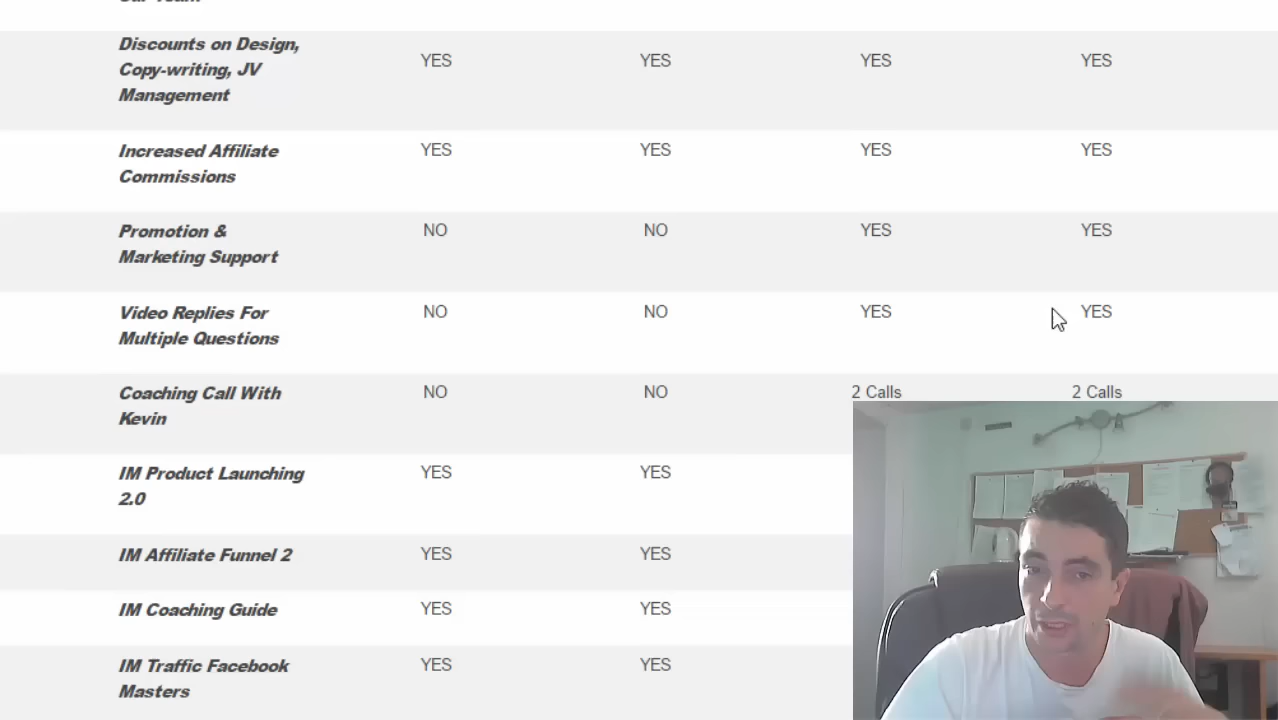 Discounts on Design,
Copy-writing, JV
Management
YES YES YES YES
Increased Affiliate
Commissions
YES YES YES YES
Promotion &
Marketing Support
NO NO YES YES
Video Replies For
Multiple Questions
NO NO YES YES
Coaching Call With
Kevin
NO NO 2 Calls 2 Calls
IM Product Launching
2.0
YES YES
IM Affiliate Funnel 2 YES YES
IM Coaching Guide YES YES
IM Traffic Facebook
Masters
YES YES